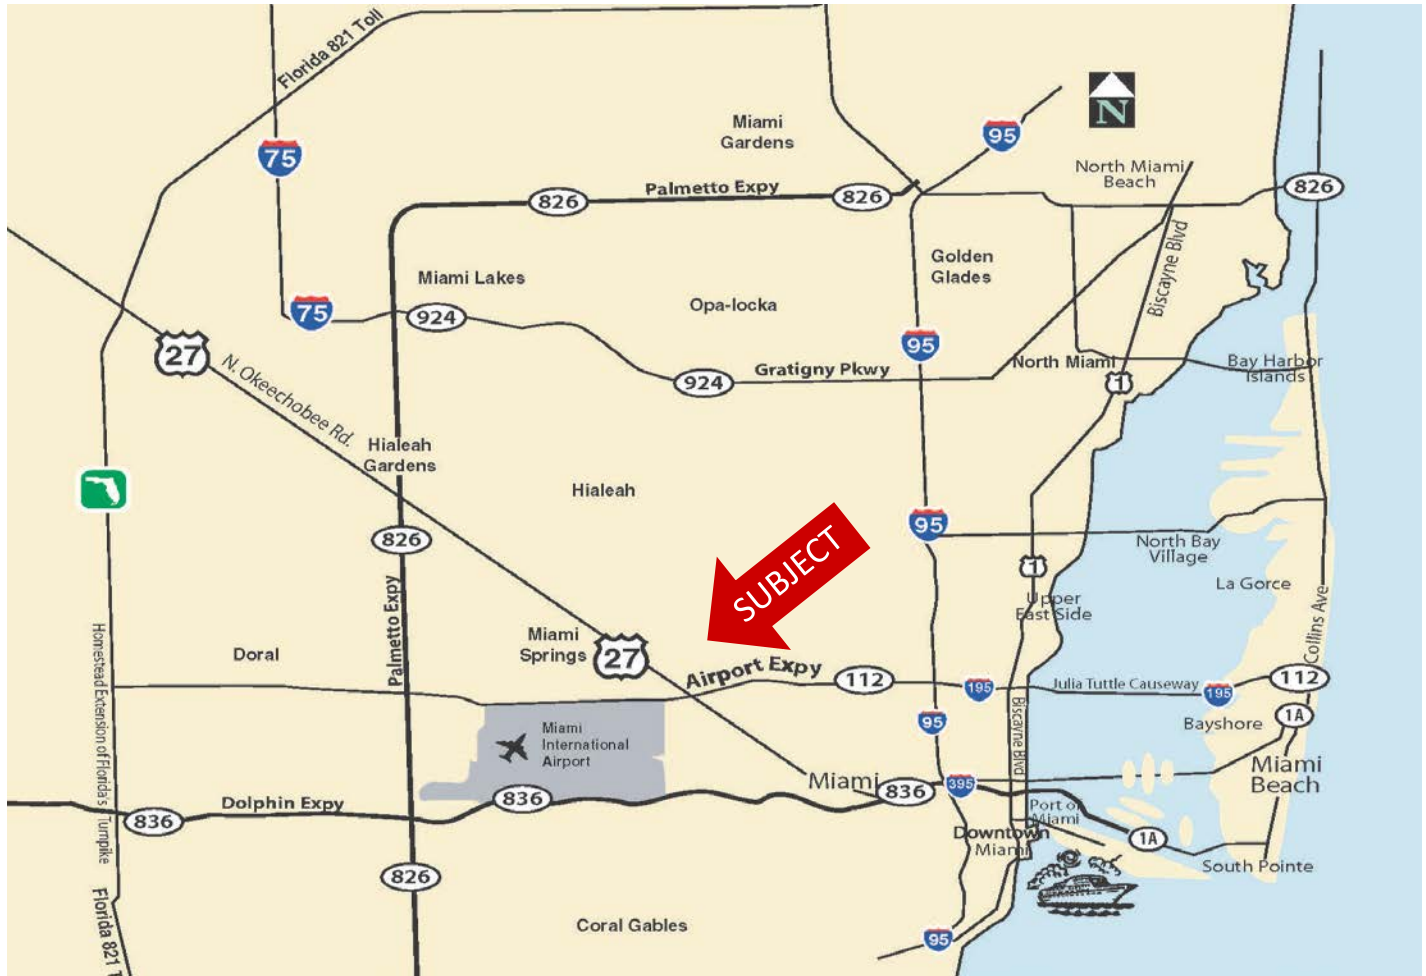 Florida 821 Toll
75
Miami
Gardens
95
N
North Miami
Beach
Palmetto Expy
826
826
826
Golden
Glades
Biscayne Blvd
Miami Lakes
75
924
Opa-locka
95
27
N. Okeechobee Rd.
924
Gratigny Pkwy
North Miami
1
Bay Harbor
Islands
Hialeah
Gardens
Hialeah
826
95
SUBJECT
North Bay
Village
1
Upper
East Side
La Gorce
Collins Ave
Palmetto Expy
Homestead Extension of Florida's Turnpike
Doral
Miami
Springs
27
Airport Expy
112
195
Julia Tuttle Causeway
195
112
Biscayne Blvd
95
Bayshore
1A
Miami
International
Airport
Miami
Beach
Miami
836
395
836
Dolphin Expy
836
Port of
Miami
Downtown
Miami
1A
South Pointe
826
Florida 821 T
Coral Gables
95